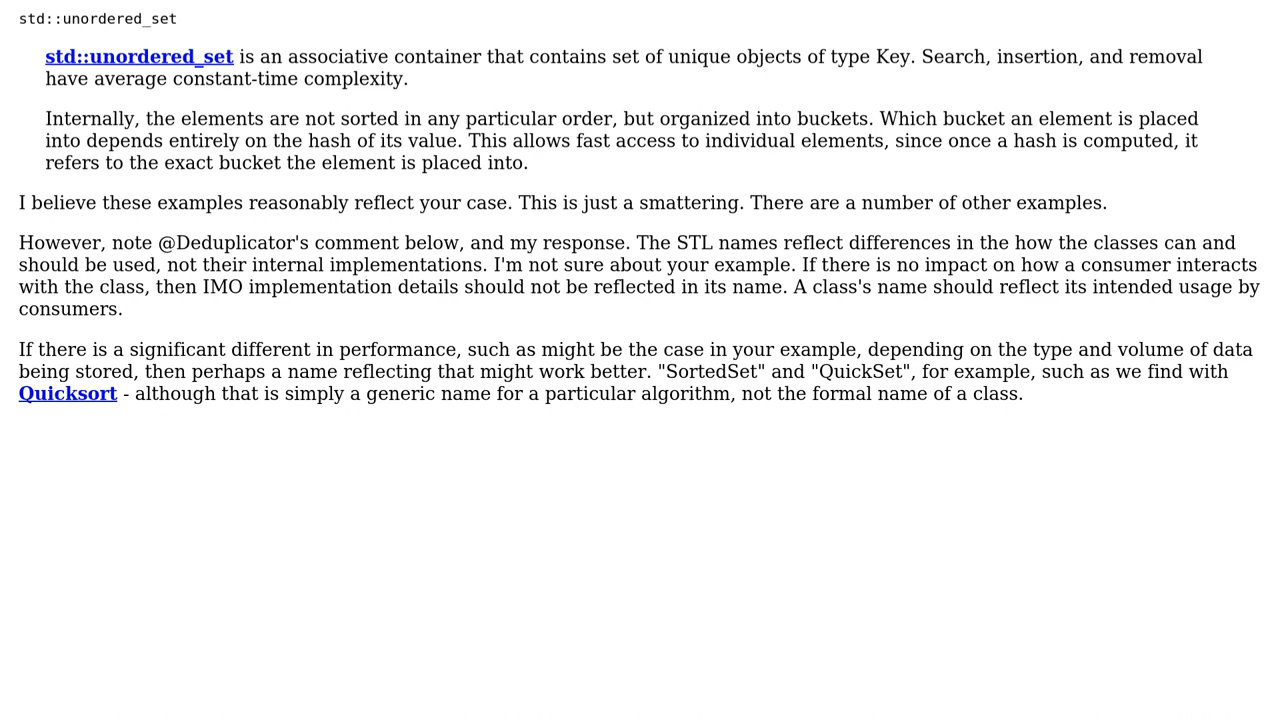 std::unordered_set
std::unordered_set is an associative container that contains set of unique objects of type Key. Search, insertion, and removal
have average constant-time complexity.
Internally, the elements are not sorted in any particular order, but organized into buckets. Which bucket an element is placed
into depends entirely on the hash of its value. This allows fast access to individual elements, since once a hash is computed, it
refers to the exact bucket the element is placed into.
I believe these examples reasonably reflect your case. This is just a smattering. There are a number of other examples.
However, note @Deduplicator's comment below, and my response. The STL names reflect differences in the how the classes can and
should be used, not their internal implementations. I'm not sure about your example. If there is no impact on how a consumer interacts
with the class, then IMO implementation details should not be reflected in its name. A class's name should reflect its intended usage by
consumers.
If there is a significant different in performance, such as might be the case in your example, depending on the type and volume of data
being stored, then perhaps a name reflecting that might work better. "SortedSet" and "QuickSet", for example, such as we find with
Quicksort - although that is simply a generic name for a particular algorithm, not the formal name of a class.